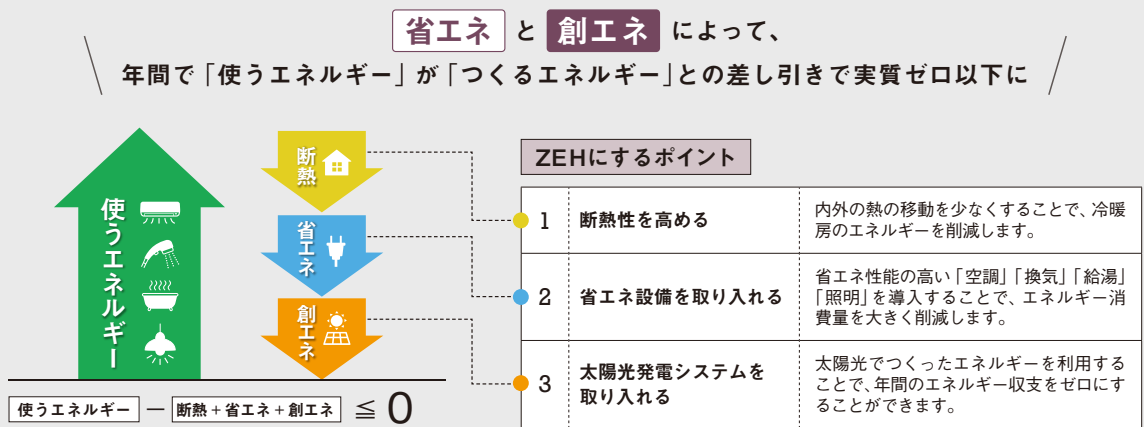 省エネ と 創エネ によって、
年間で「使うエネルギー」が「つくるエネルギー」との差し引きで実質ゼロ以下に
使うエネルギー
断熱
省エネ
創エネ
使うエネルギー − 断熱＋省エネ＋創エネ ≦ 0
ZEHにするポイント
1 断熱性を高める
内外の熱の移動を少なくすることで、冷暖
房のエネルギーを削減します。
2 省エネ設備を取り入れる
省エネ性能の高い「空調」「換気」「給湯」
「照明」を導入することで、エネルギー消
費量を大きく削減します。
3 太陽光発電システムを
取り入れる
太陽光でつくったエネルギーを利用する
ことで、年間のエネルギー収支をゼロにす
ることができます。